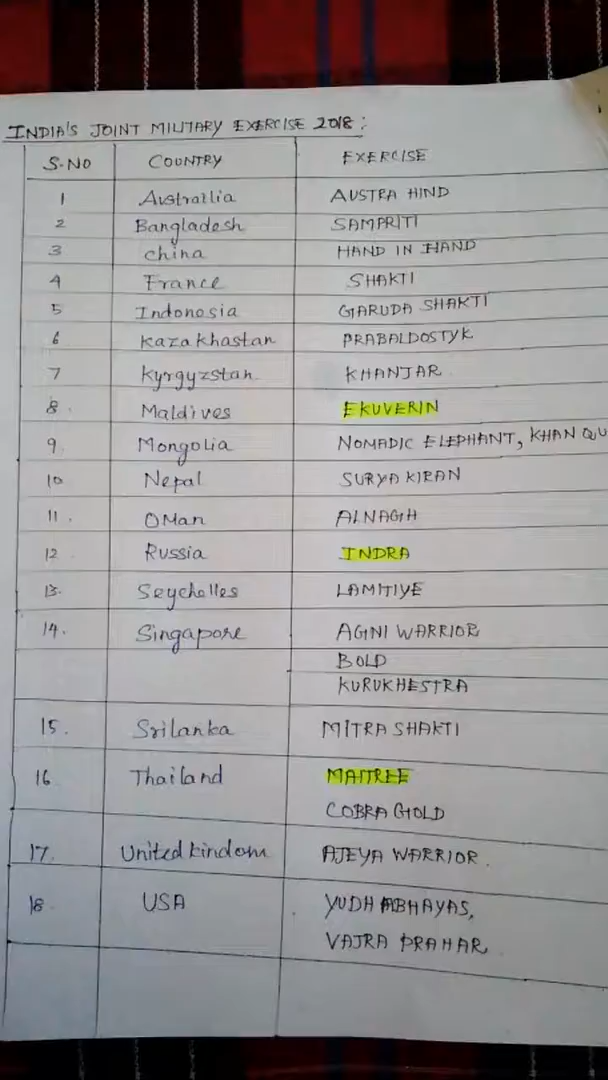 INDIA'S JOINT MILITARY EXERCISE 2018:
S.NO COUNTRY EXERCISE
1 Australlia AUSTRA HIND
2 Bangladesh SAMPRITI
3 china HAND IN HAND
4 France SHAKTI
5 Indonosia GARUDA SHAKTI
6 Kazakhastan PRABALDOSTYK
7 Kyrgyzstan KHANJAR
8. Maldives EKUVERIN
9. Mongolia NOMADIC ELEPHANT, KHAN QU
10 Nepal SURYA KIRAN
11. OMan ALNAGH
12. Russia INDRA
13. Seychelles LAMITIYE
14. Singapore AGNI WARRIOR
BOLD
KURUKHESTRA
15. Srilanka MITRA SHAKTI
16. Thailand MAITREE
COBRA GOLD
17. United kindom AJEYA WARRIOR.
18. USA YUDH ABHAYAS,
VAJRA PRAHAR